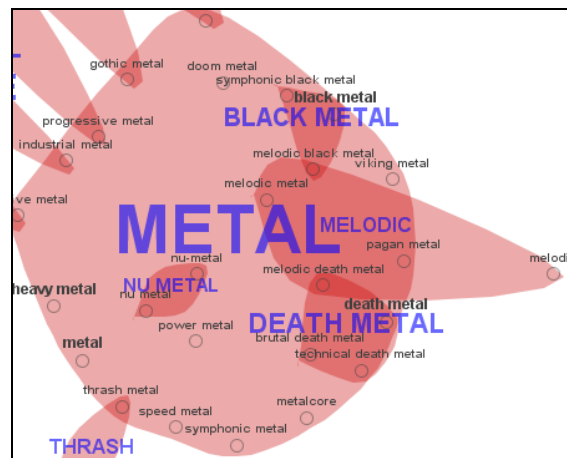 gothic metal
doom metal
symphonic black metal
black metal
BLACK METAL
progressive metal
industrial metal
melodic black metal
viking metal
melodic metal
ve metal
METAL
MELODIC
pagan metal
nu-metal
melodic death metal
melodi
NU METAL
heavy metal
nu metal
death metal
DEATH METAL
power metal
brutal death metal
metal
technical death metal
thrash metal
speed metal
metalcore
symphonic metal
THRASH